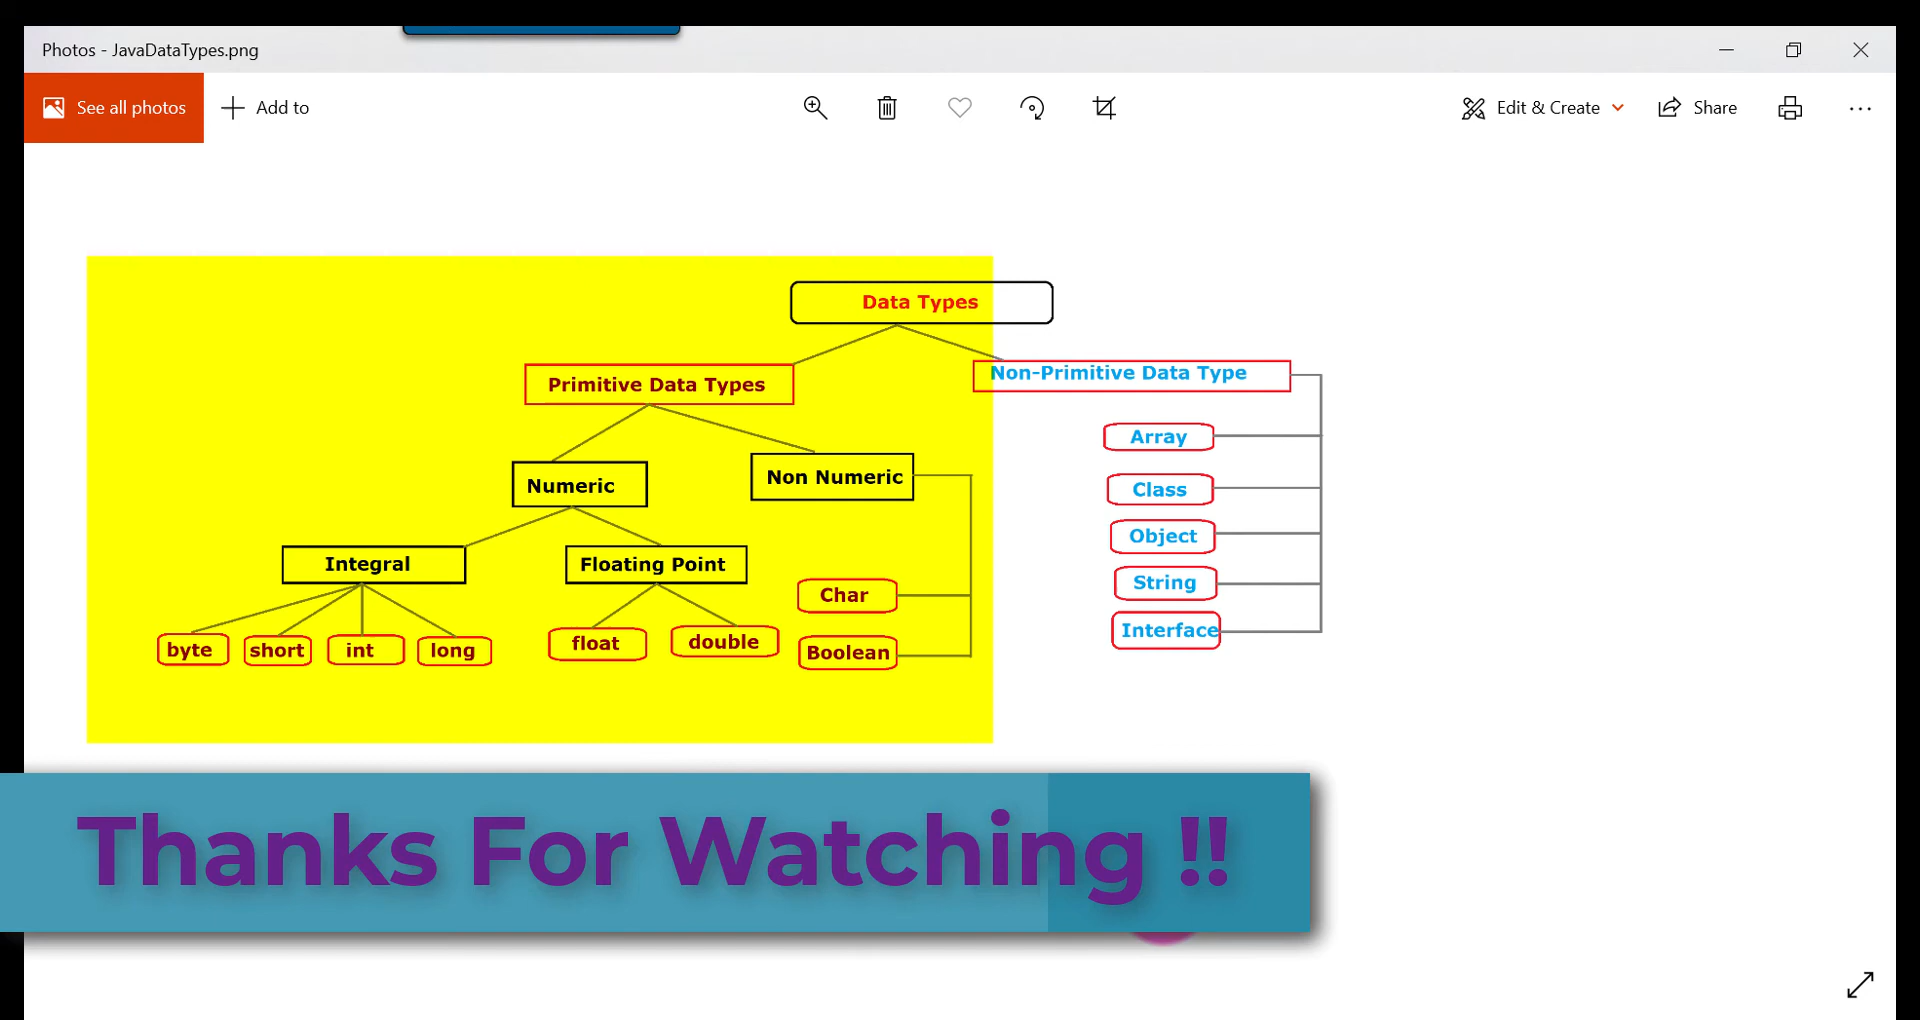 Photos - JavaDataTypes.png
See all photos
Add to
Edit & Create
Share
Data Types
Primitive Data Types
Non-Primitive Data Type
Numeric
Non Numeric
Array
Class
Object
String
Interface
Integral
Floating Point
Char
Boolean
byte
short
int
long
float
double
Thanks For Watching !!